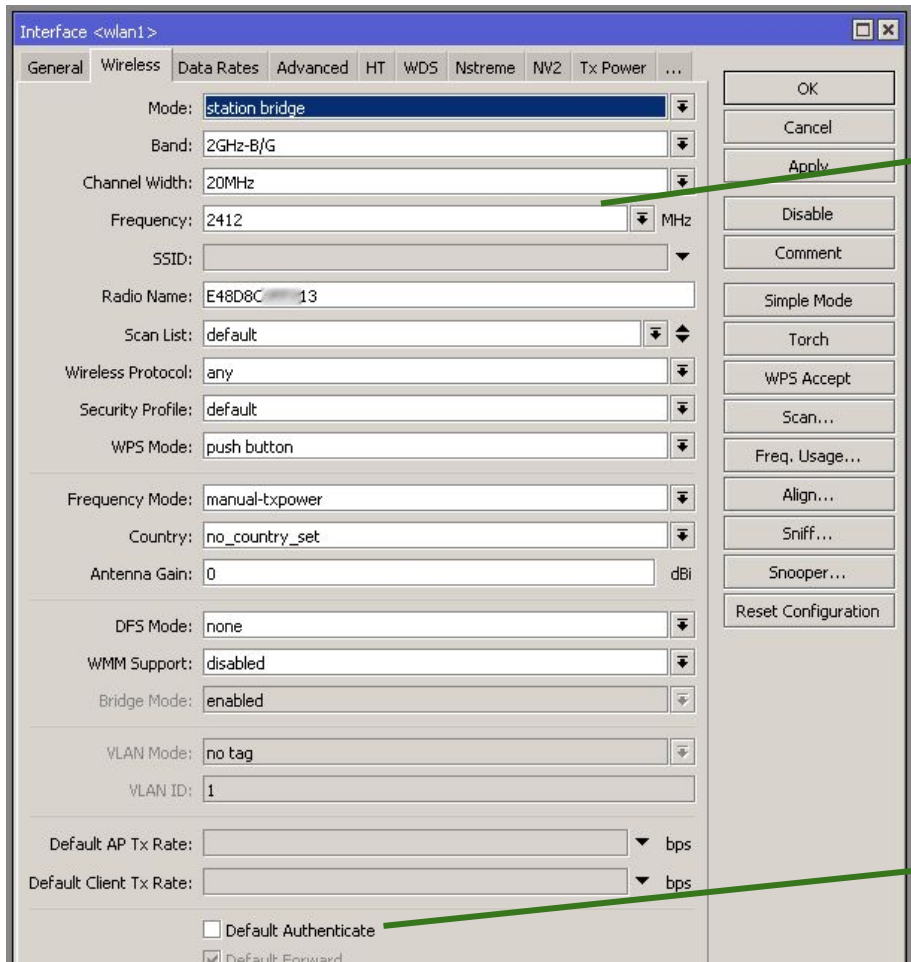 Interface <wlan1>
General Wireless Data Rates Advanced HT WDS Nstreme NV2 Tx Power ...
Mode: station bridge
Band: 2GHz-B/G
Channel Width: 20MHz
Frequency: 2412 MHz
SSID:
Radio Name: E48D8C 13
Scan List: default
Wireless Protocol: any
Security Profile: default
WPS Mode: push button
Frequency Mode: manual-txpower
Country: no_country_set
Antenna Gain: 0 dBi
DFS Mode: none
WMM Support: disabled
Bridge Mode: enabled
VLAN Mode: no tag
VLAN ID: 1
Default AP Tx Rate: bps
Default Client Tx Rate: bps
Default Authenticate
Default Forward
OK
Cancel
Apply
Disable
Comment
Simple Mode
Torch
WPS Accept
Scan...
Freq. Usage...
Align...
Sniff...
Snooper...
Reset Configuration